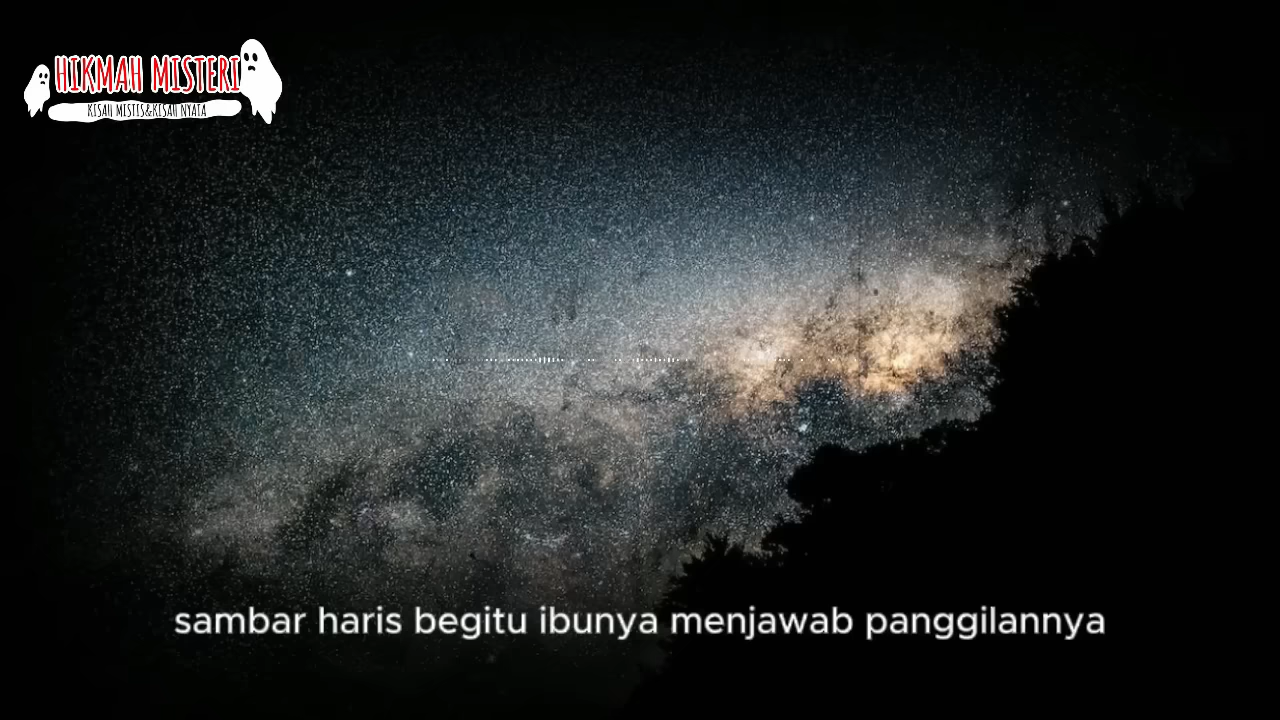 HIKMAH MISTERI
KISAH MISTIS&KISAH NYATA
sambar haris begitu ibunya menjawab panggilannya